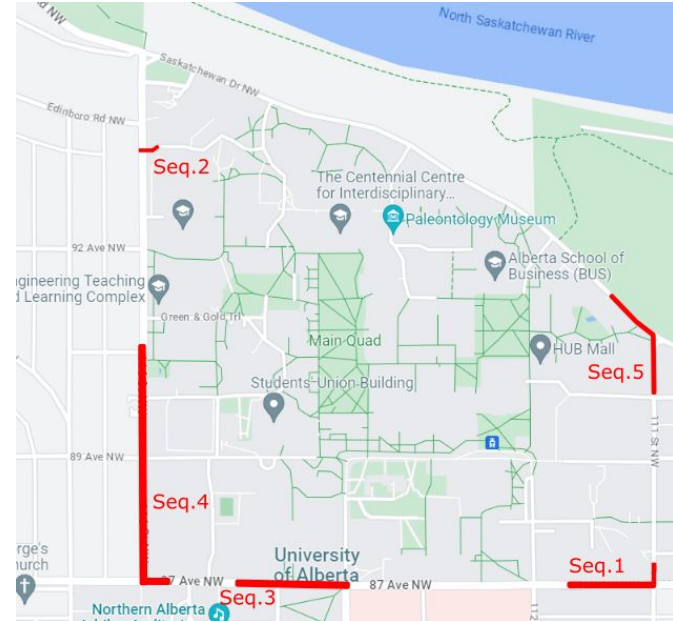 North Saskatchewan River
Saskatchewan Dr NW
Edinboro Rd NW
Seq.2
The Centennial Centre
for Interdisciplinary...
Paleontology Museum
92 Ave NW
Alberta School of
Business (BUS)
Engineering Teaching
d Learning Complex
Green & Gold Trl
Main Quad
HUB Mall
Students' Union Building
Seq.5
111 St NW
89 Ave NW
Seq.4
University
of Alberta
Seq.1
rge's
hurch
87 Ave NW
87 Ave NW
Seq.3
Northern Alberta
112